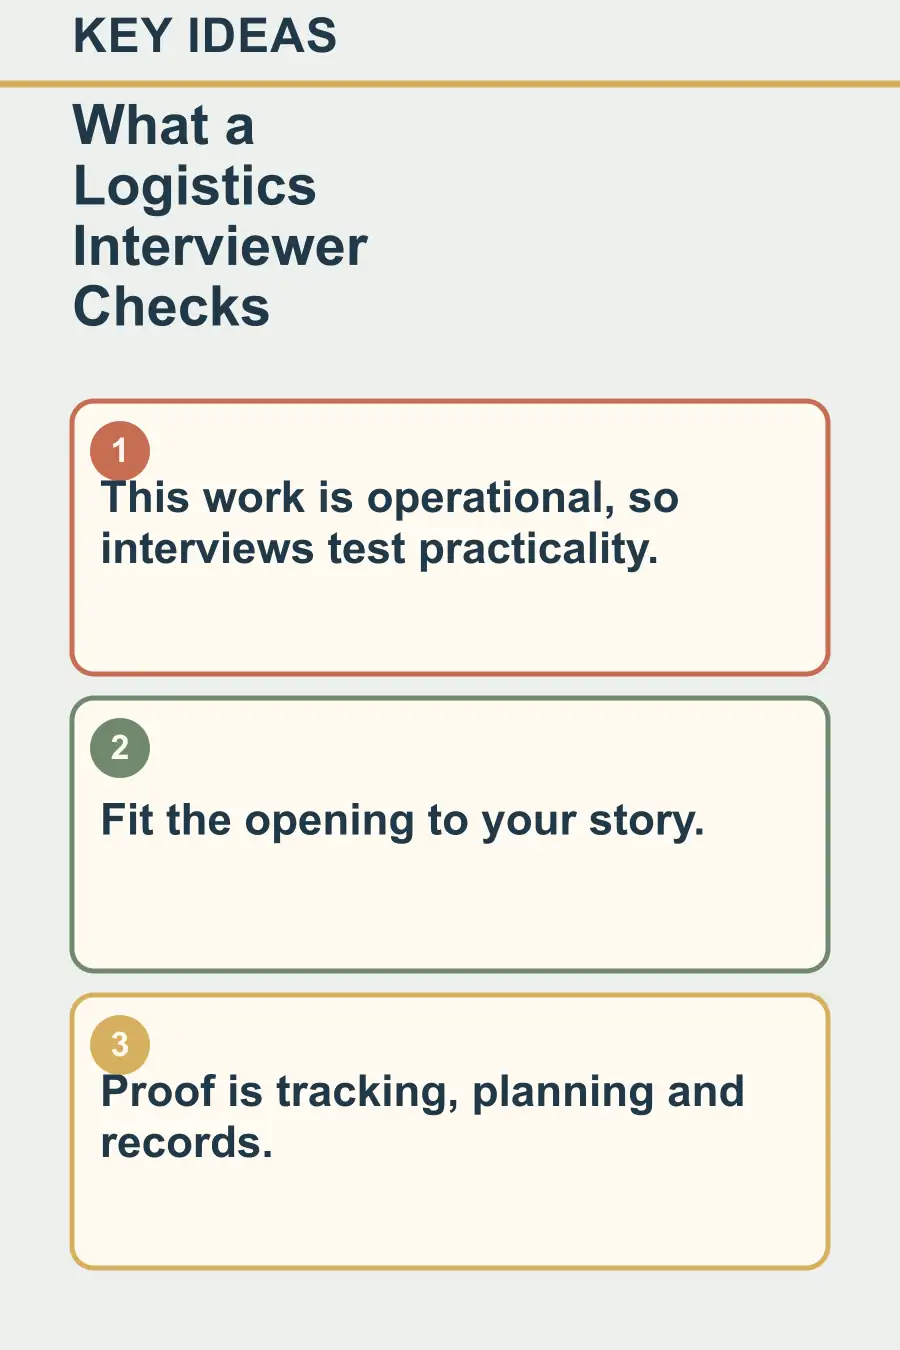 KEY IDEAS
What a
Logistics
Interviewer
Checks
1
This work is operational, so
interviews test practicality.
2
Fit the opening to your story.
3
Proof is tracking, planning and
records.